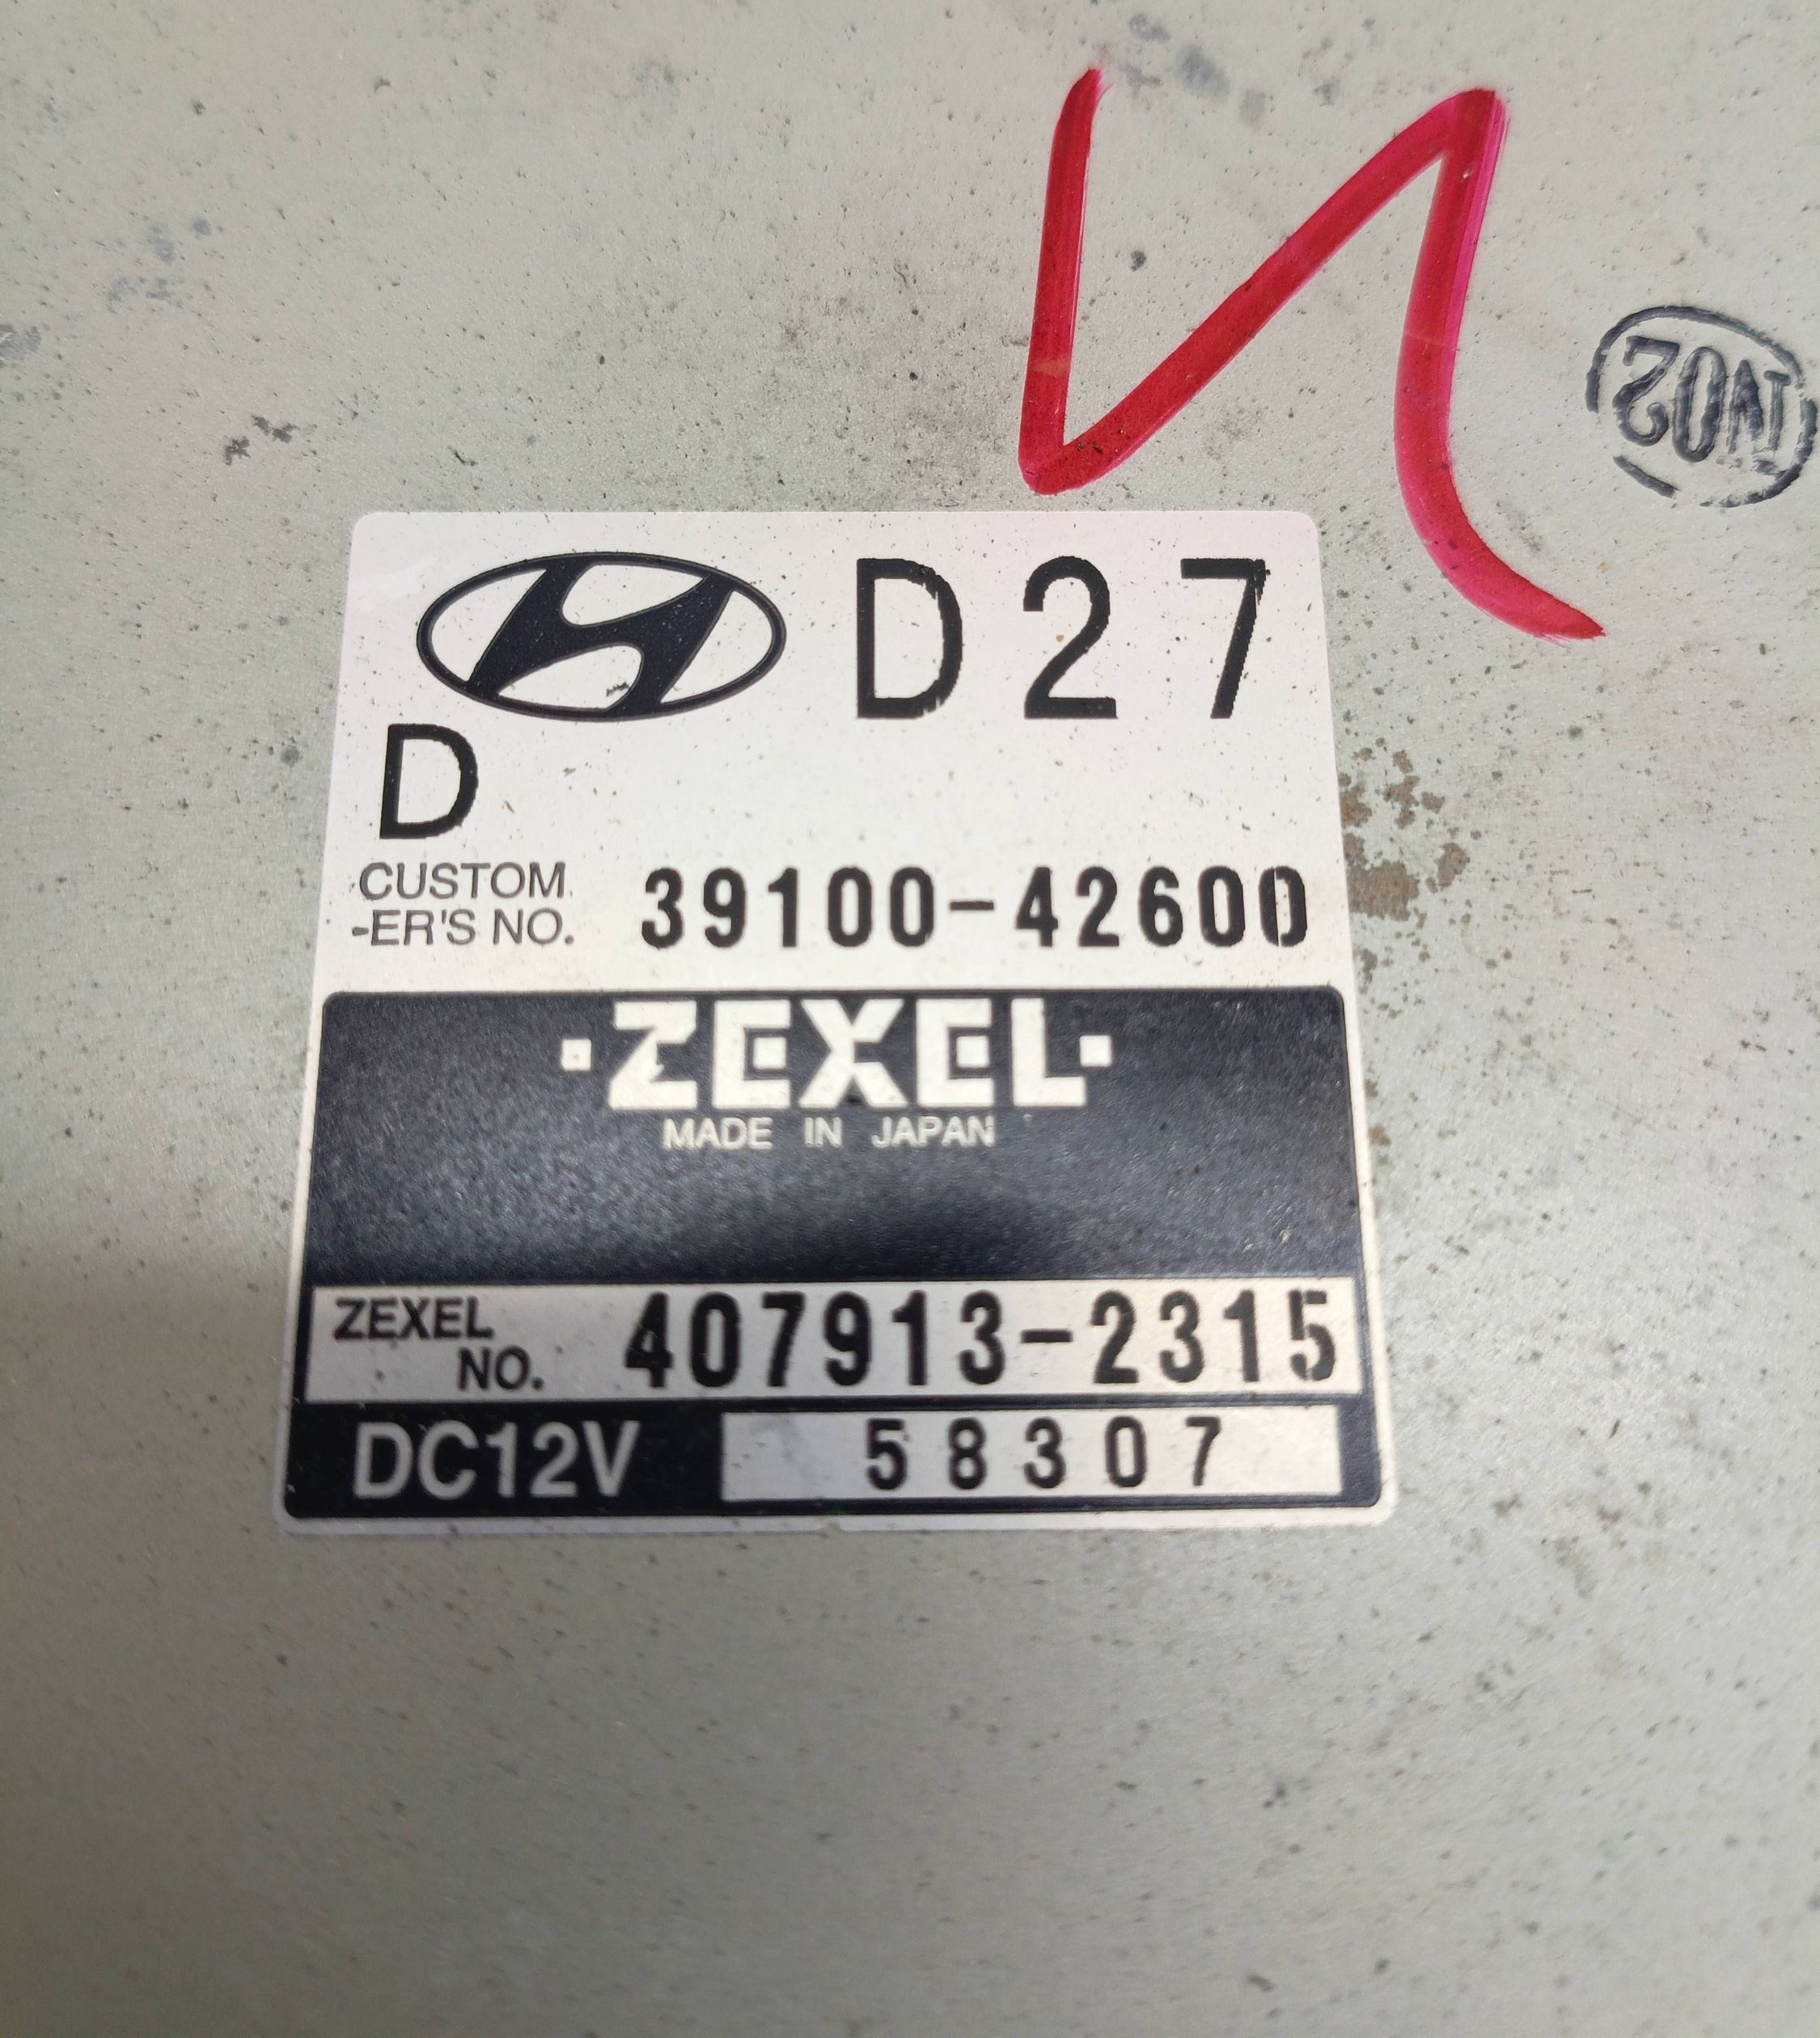 D27
D
CUSTOM
-ER'S NO. 39100-42600
ZEXEL
MADE IN JAPAN
ZEXEL
NO. 407913-2315
DC12V 58307